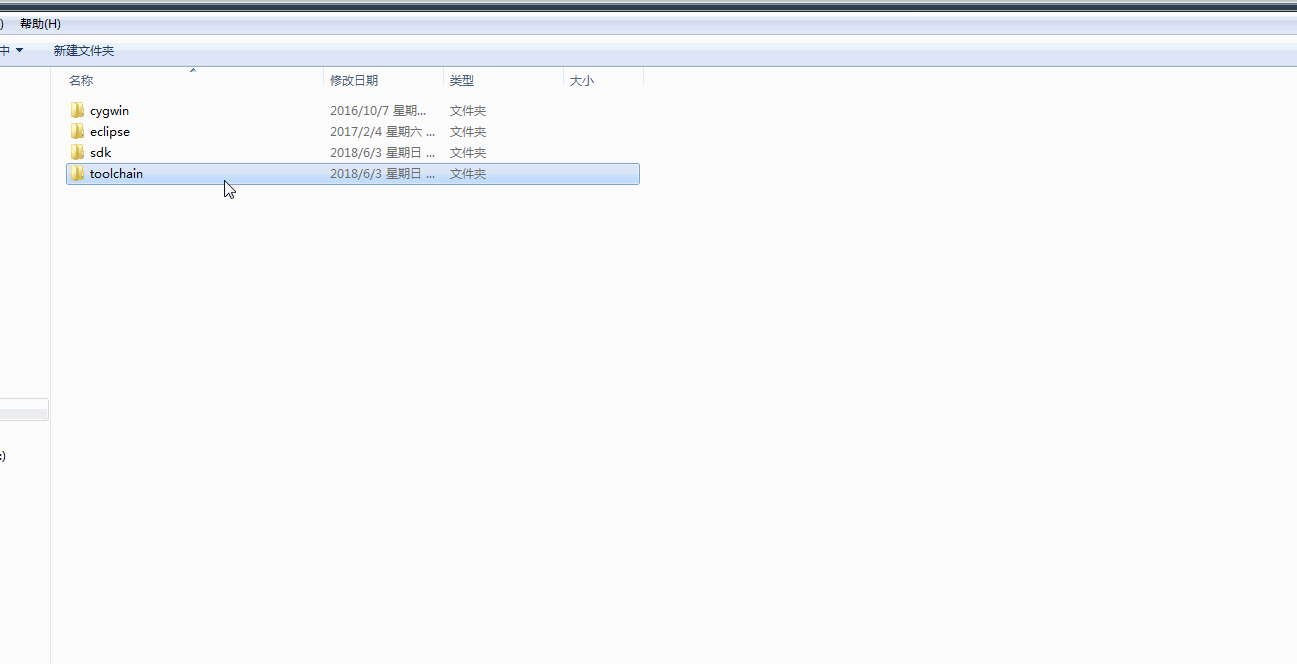 ) 帮助(H)
中 新建文件夹
名称 修改日期 类型 大小
cygwin 2016/10/7 星期... 文件夹
eclipse 2017/2/4 星期六 ... 文件夹
sdk 2018/6/3 星期日 ... 文件夹
toolchain 2018/6/3 星期日 ... 文件夹
:)